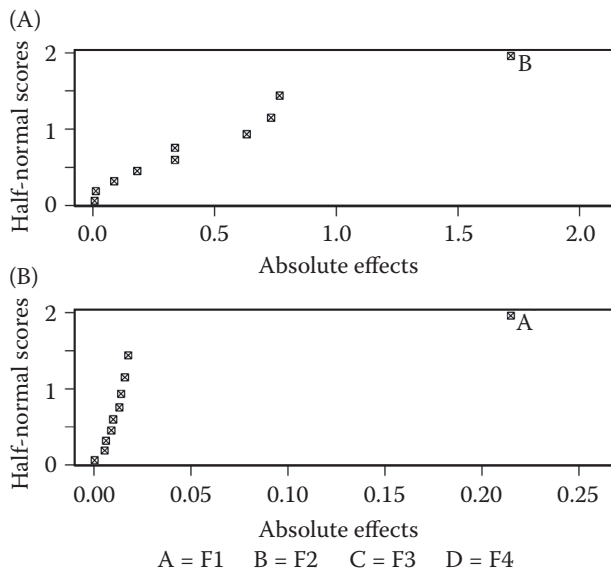 (A)
Half-normal scores
2
1
0
B
0.0 0.5 1.0 1.5 2.0
Absolute effects
(B)
Half-normal scores
2
1
0
A
0.00 0.05 0.10 0.15 0.20 0.25
Absolute effects
A = F1 B = F2 C = F3 D = F4